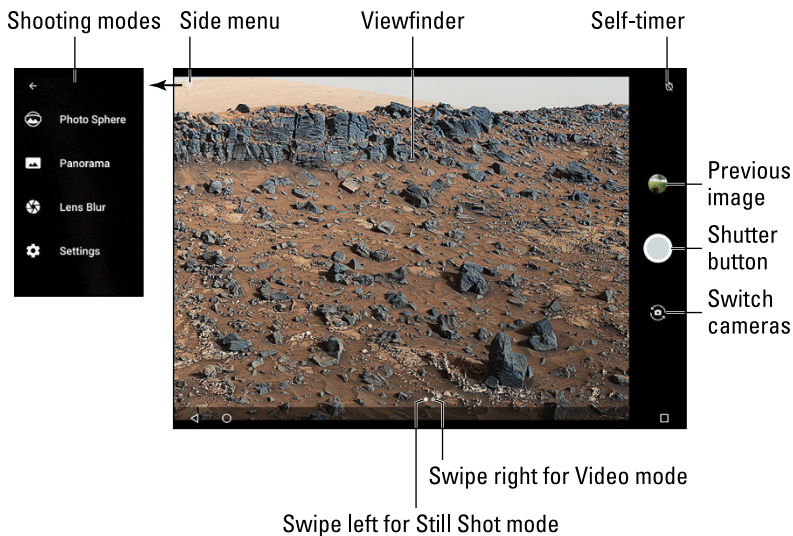 Shooting modes
Side menu
Viewfinder
Self-timer
Photo Sphere
Panorama
Lens Blur
Settings
Previous
image
Shutter
button
Switch
cameras
Swipe right for Video mode
Swipe left for Still Shot mode